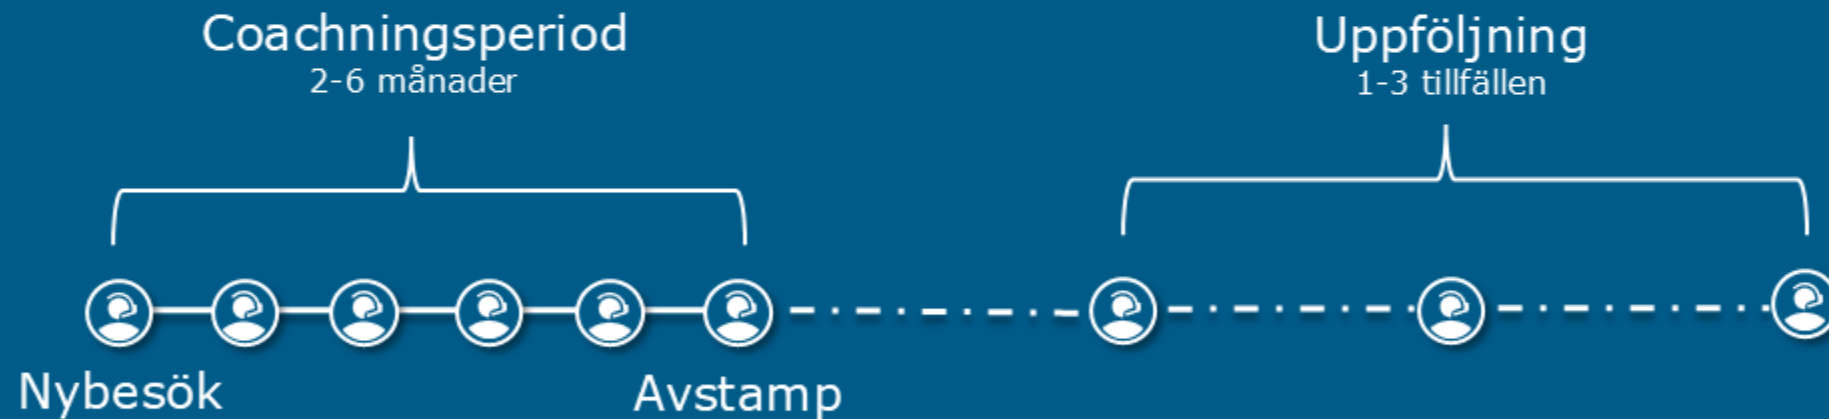 Coachningsperiod
2-6 månader
Uppföljning
1-3 tillfällen
Nybesök
Avstamp